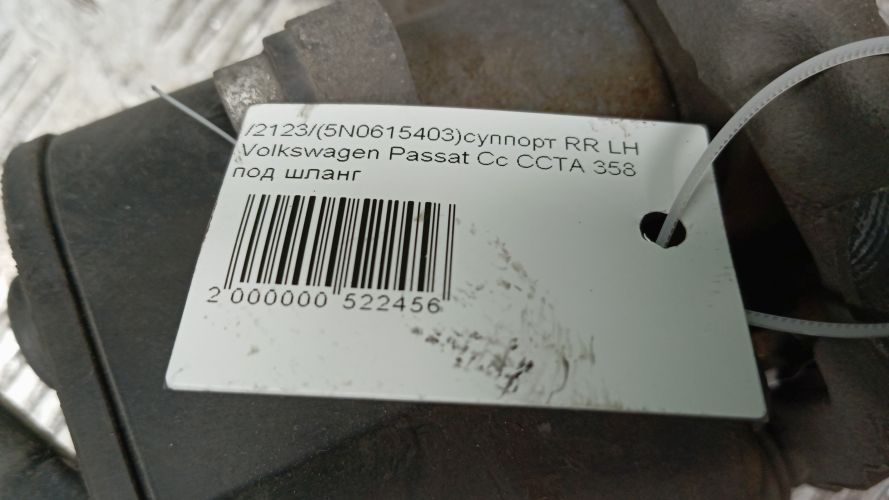 /2123/(5N0615403)суппорт RR LH
Volkswagen Passat Cc CCTA 358
под шланг
2 000000 522456